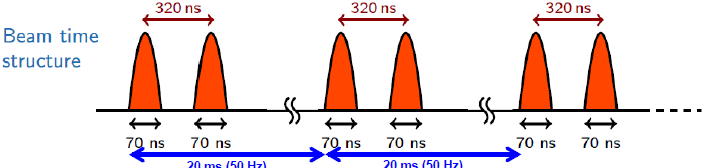 320 ns 320 ns 320 ns
Beam time
structure
70 ns 70 ns 70 ns 70 ns 70 ns 70 ns
20 ms (50 Hz) 20 ms (50 Hz)